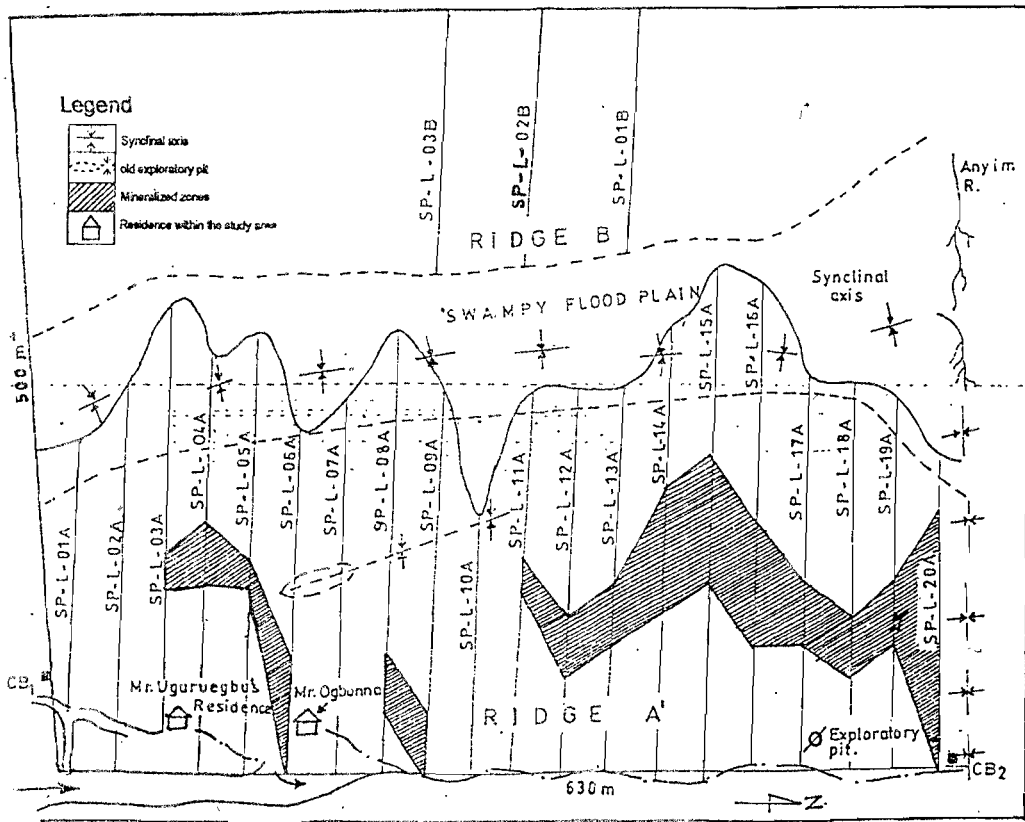 Legend
Synclinal axis
old exploratory pit
Mineralized zones
Residence within the study area
SP-L-03B
SP-L-02B
SP-L-01B
RIDGE B
Anyim
R.
SWAMPY FLOOD PLAIN
Synclinal
axis
500 m
SP-L-01A
SP-L-02A
SP-L-03A
SP-L-04A
SP-L-05A
SP-L-06A
SP-L-07A
SP-L-08A
SP-L-09A
SP-L-10A
SP-L-11A
SP-L-12A
SP-L-13A
SP-L-14A
SP-L-15A
SP-L-16A
SP-L-17A
SP-L-18A
SP-L-19A
SP-L-20A
CB1
Mr. Ugaruegbu's
Residence
Mr. Ogbonna
RIDGE A'
Exploratory
pit.
CB2
630 m
N